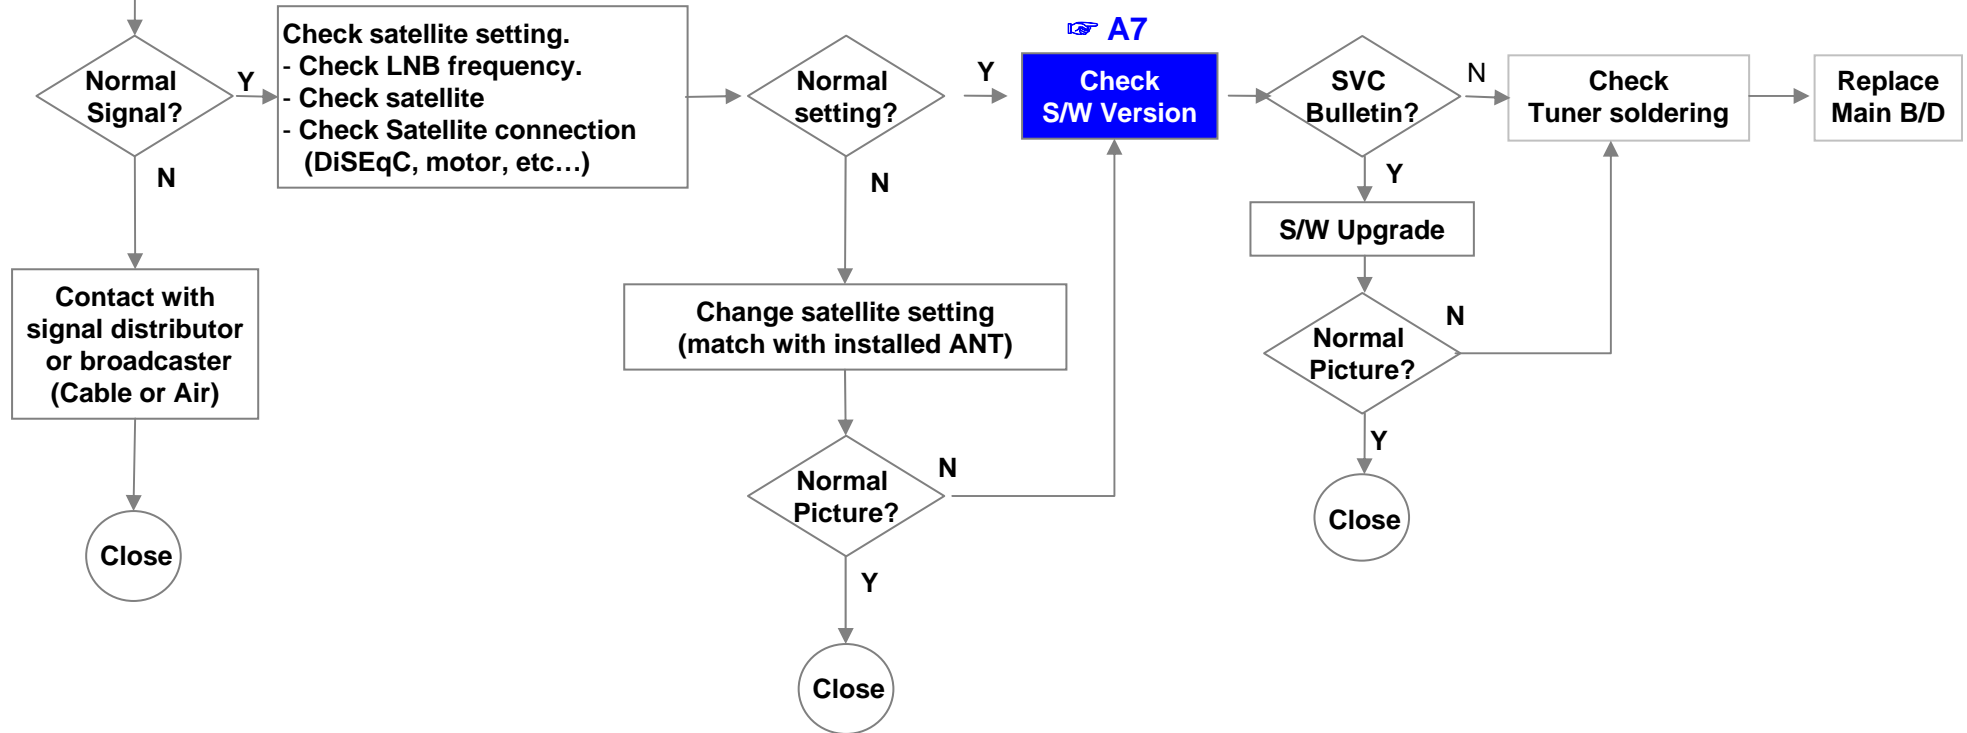 ☞ A7
Normal
Signal?
Y
N
Check satellite setting.
- Check LNB frequency.
- Check satellite
- Check Satellite connection
(DiSEqC, motor, etc…)
Normal
setting?
Y
N
Check
S/W Version
SVC
Bulletin?
N
Y
Check
Tuner soldering
Replace
Main B/D
S/W Upgrade
Contact with
signal distributor
or broadcaster
(Cable or Air)
Change satellite setting
(match with installed ANT)
Normal
Picture?
N
Y
Normal
Picture?
N
Y
Close
Close
Close